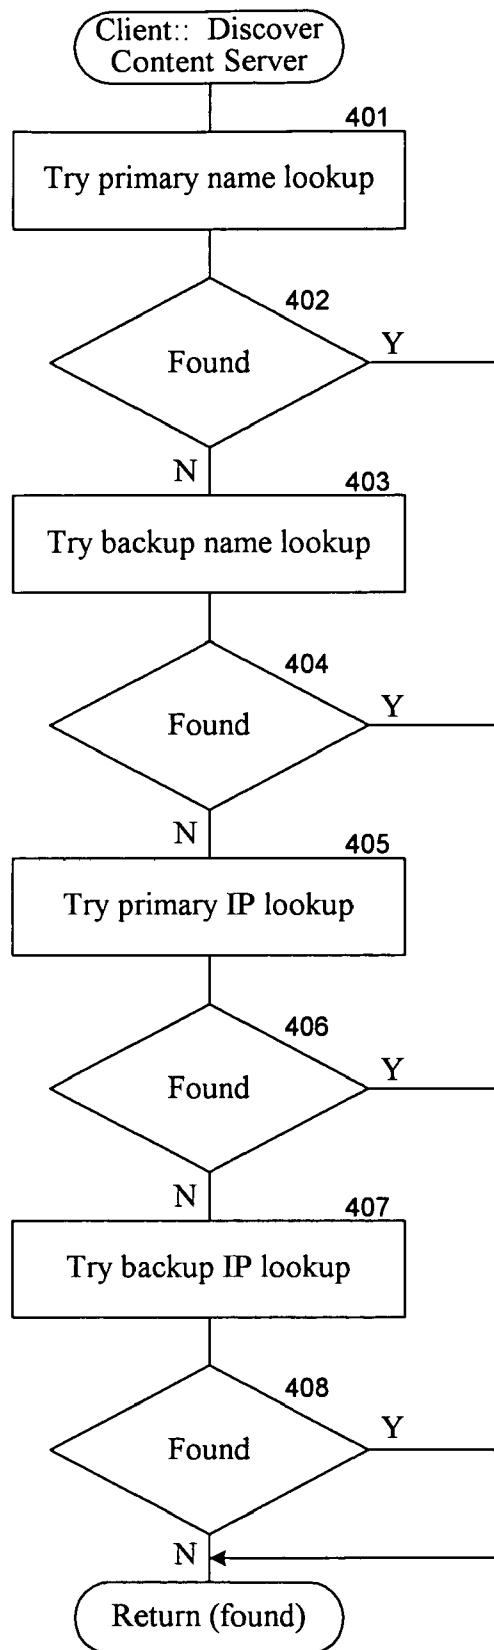 Client:: Discover
Content Server
401
Try primary name lookup
402
Found
Y
N
403
Try backup name lookup
404
Found
Y
N
405
Try primary IP lookup
406
Found
Y
N
407
Try backup IP lookup
408
Found
Y
N
Return (found)